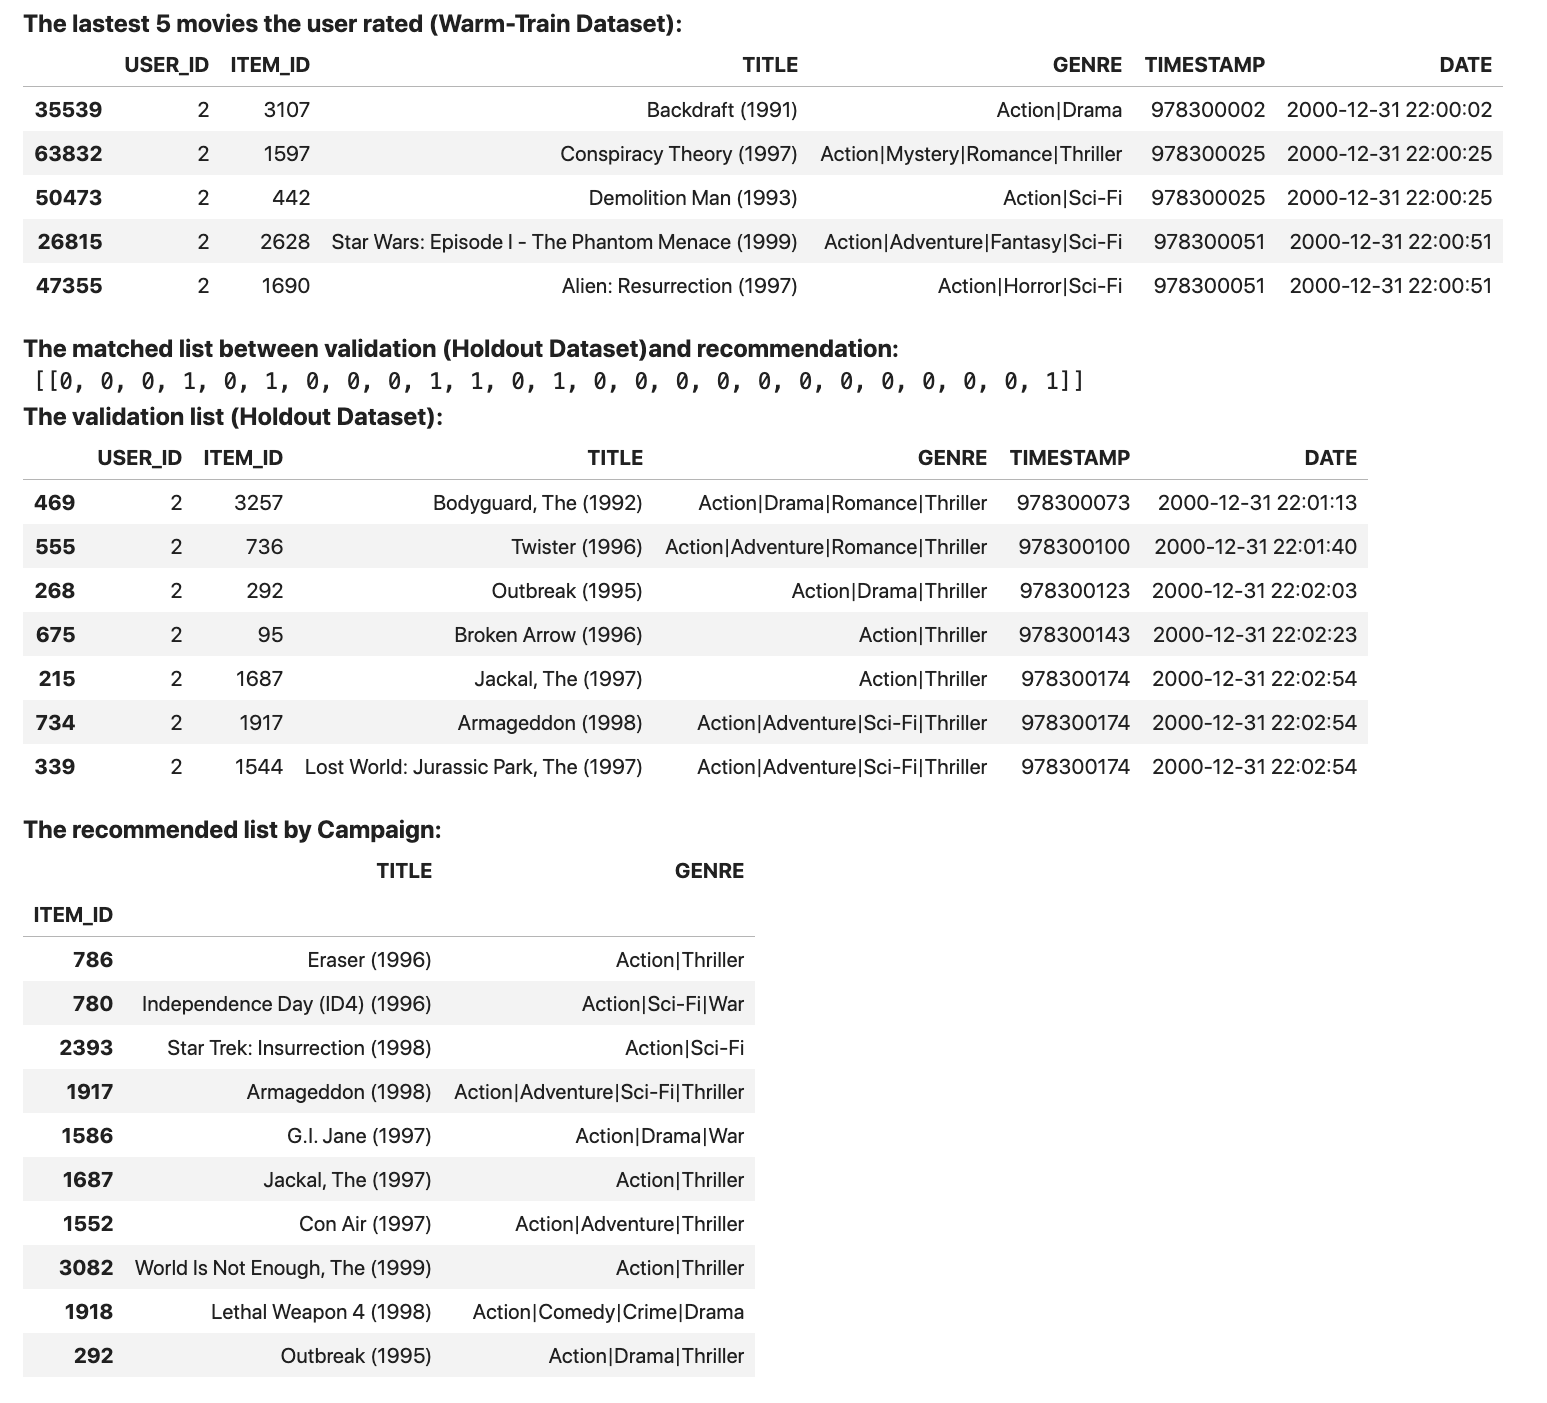 The lastest 5 movies the user rated (Warm-Train Dataset):
USER_ID ITEM_ID TITLE GENRE TIMESTAMP DATE
35539 2 3107 Backdraft (1991) Action|Drama 978300002 2000-12-31 22:00:02
63832 2 1597 Conspiracy Theory (1997) Action|Mystery|Romance|Thriller 978300025 2000-12-31 22:00:25
50473 2 442 Demolition Man (1993) Action|Sci-Fi 978300025 2000-12-31 22:00:25
26815 2 2628 Star Wars: Episode I - The Phantom Menace (1999) Action|Adventure|Fantasy|Sci-Fi 978300051 2000-12-31 22:00:51
47355 2 1690 Alien: Resurrection (1997) Action|Horror|Sci-Fi 978300051 2000-12-31 22:00:51
The matched list between validation (Holdout Dataset)and recommendation:
[[0, 0, 0, 1, 0, 1, 0, 0, 0, 1, 1, 0, 1, 0, 0, 0, 0, 0, 0, 0, 0, 0, 0, 0, 1]]
The validation list (Holdout Dataset):
USER_ID ITEM_ID TITLE GENRE TIMESTAMP DATE
469 2 3257 Bodyguard, The (1992) Action|Drama|Romance|Thriller 978300073 2000-12-31 22:01:13
555 2 736 Twister (1996) Action|Adventure|Romance|Thriller 978300100 2000-12-31 22:01:40
268 2 292 Outbreak (1995) Action|Drama|Thriller 978300123 2000-12-31 22:02:03
675 2 95 Broken Arrow (1996) Action|Thriller 978300143 2000-12-31 22:02:23
215 2 1687 Jackal, The (1997) Action|Thriller 978300174 2000-12-31 22:02:54
734 2 1917 Armageddon (1998) Action|Adventure|Sci-Fi|Thriller 978300174 2000-12-31 22:02:54
339 2 1544 Lost World: Jurassic Park, The (1997) Action|Adventure|Sci-Fi|Thriller 978300174 2000-12-31 22:02:54
The recommended list by Campaign:
TITLE GENRE
ITEM_ID
786 Eraser (1996) Action|Thriller
780 Independence Day (ID4) (1996) Action|Sci-Fi|War
2393 Star Trek: Insurrection (1998) Action|Sci-Fi
1917 Armageddon (1998) Action|Adventure|Sci-Fi|Thriller
1586 G.I. Jane (1997) Action|Drama|War
1687 Jackal, The (1997) Action|Thriller
1552 Con Air (1997) Action|Adventure|Thriller
3082 World Is Not Enough, The (1999) Action|Thriller
1918 Lethal Weapon 4 (1998) Action|Comedy|Crime|Drama
292 Outbreak (1995) Action|Drama|Thriller